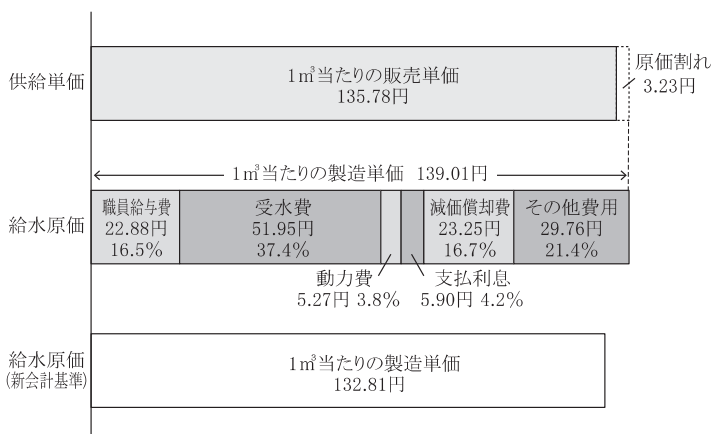 供給単価
1㎥当たりの販売単価
135.78円
原価割れ
3.23円
1㎥当たりの製造単価 139.01円
給水原価
職員給与費
22.88円
16.5%
受水費
51.95円
37.4%
減価償却費
23.25円
16.7%
その他費用
29.76円
21.4%
動力費
5.27円 3.8%
支払利息
5.90円 4.2%
給水原価
(新会計基準)
1㎥当たりの製造単価
132.81円